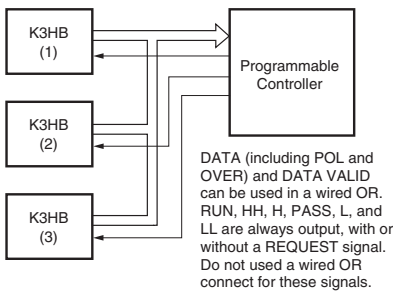 K3HB
(1)
Programmable
Controller
K3HB
(2)
K3HB
(3)
DATA (including POL and
OVER) and DATA VALID
can be used in a wired OR.
RUN, HH, H, PASS, L, and
LL are always output, with or
without a REQUEST signal.
Do not used a wired OR
connect for these signals.